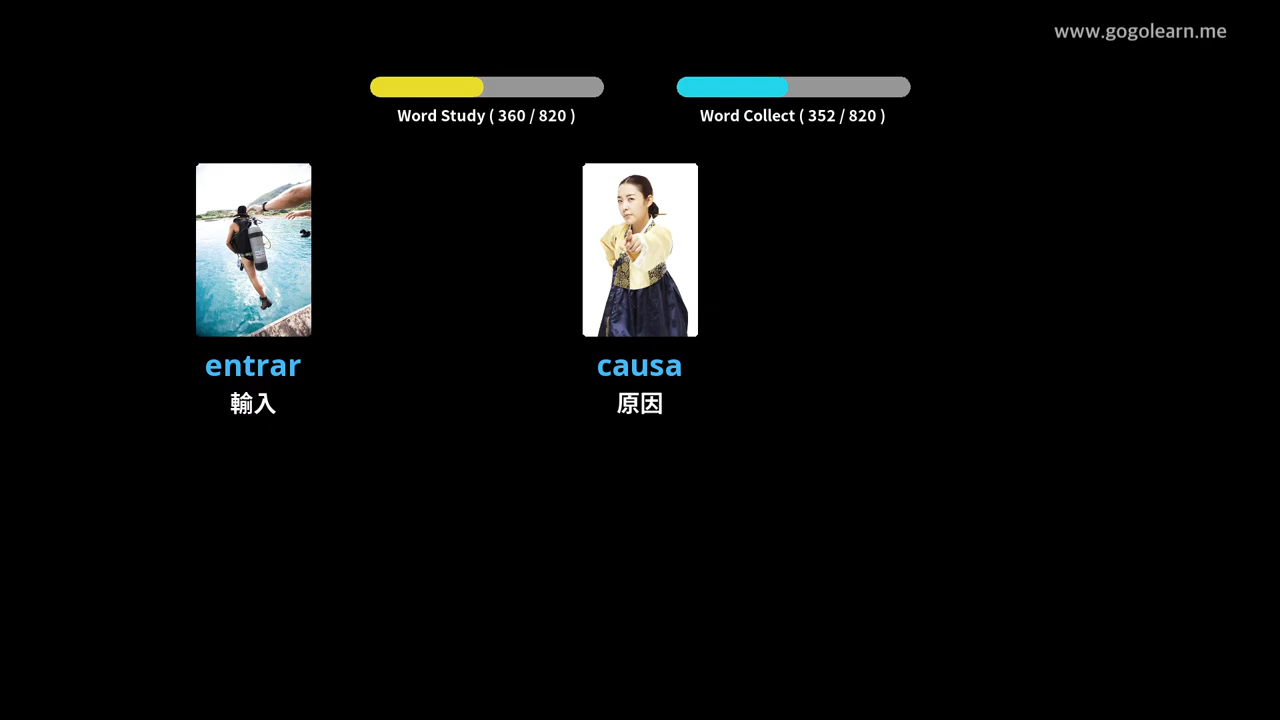 www.gogolearn.me
Word Study ( 360 / 820 )
Word Collect ( 352 / 820 )
entrar
輸入
causa
原因